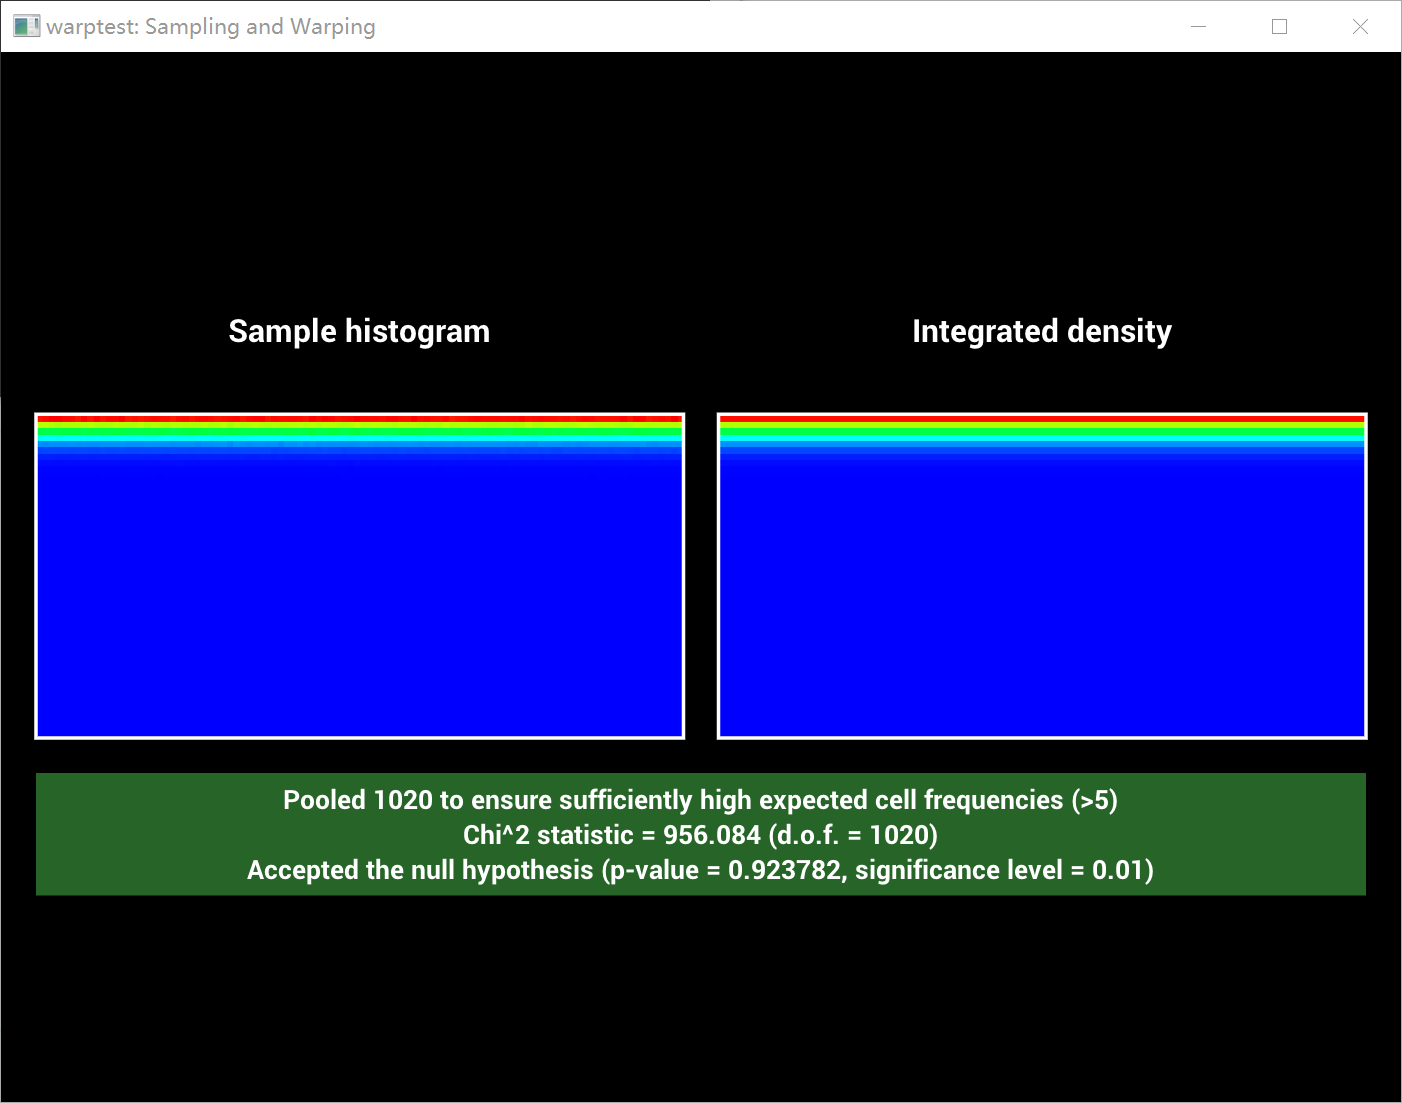 warptest: Sampling and Warping
Sample histogram
Integrated density
Pooled 1020 to ensure sufficiently high expected cell frequencies (>5)
Chi^2 statistic = 956.084 (d.o.f. = 1020)
Accepted the null hypothesis (p-value = 0.923782, significance level = 0.01)